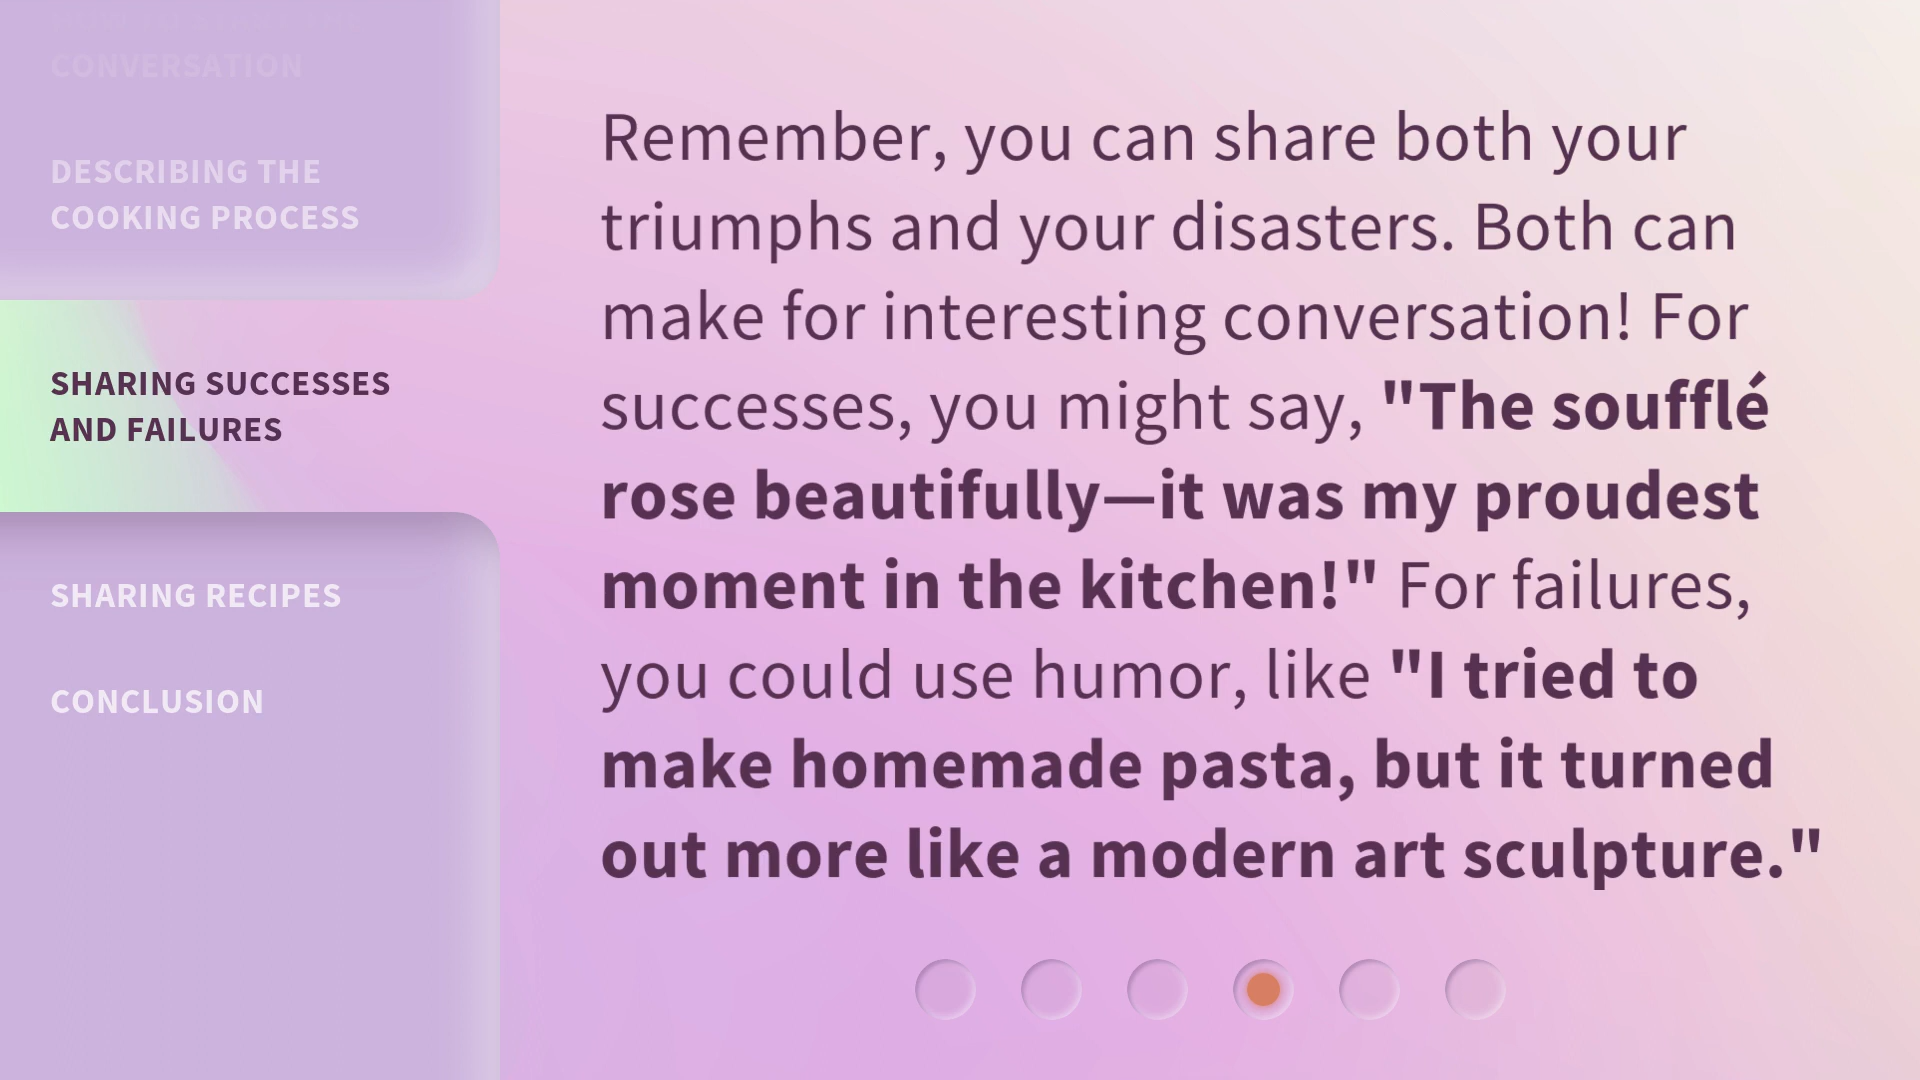 CONVERSATION
DESCRIBING THE
COOKING PROCESS
SHARING SUCCESSES
AND FAILURES
SHARING RECIPES
CONCLUSION
Remember, you can share both your
triumphs and your disasters. Both can
make for interesting conversation! For
successes, you might say, "The soufflé
rose beautifully—it was my proudest
moment in the kitchen!" For failures,
you could use humor, like "I tried to
make homemade pasta, but it turned
out more like a modern art sculpture."